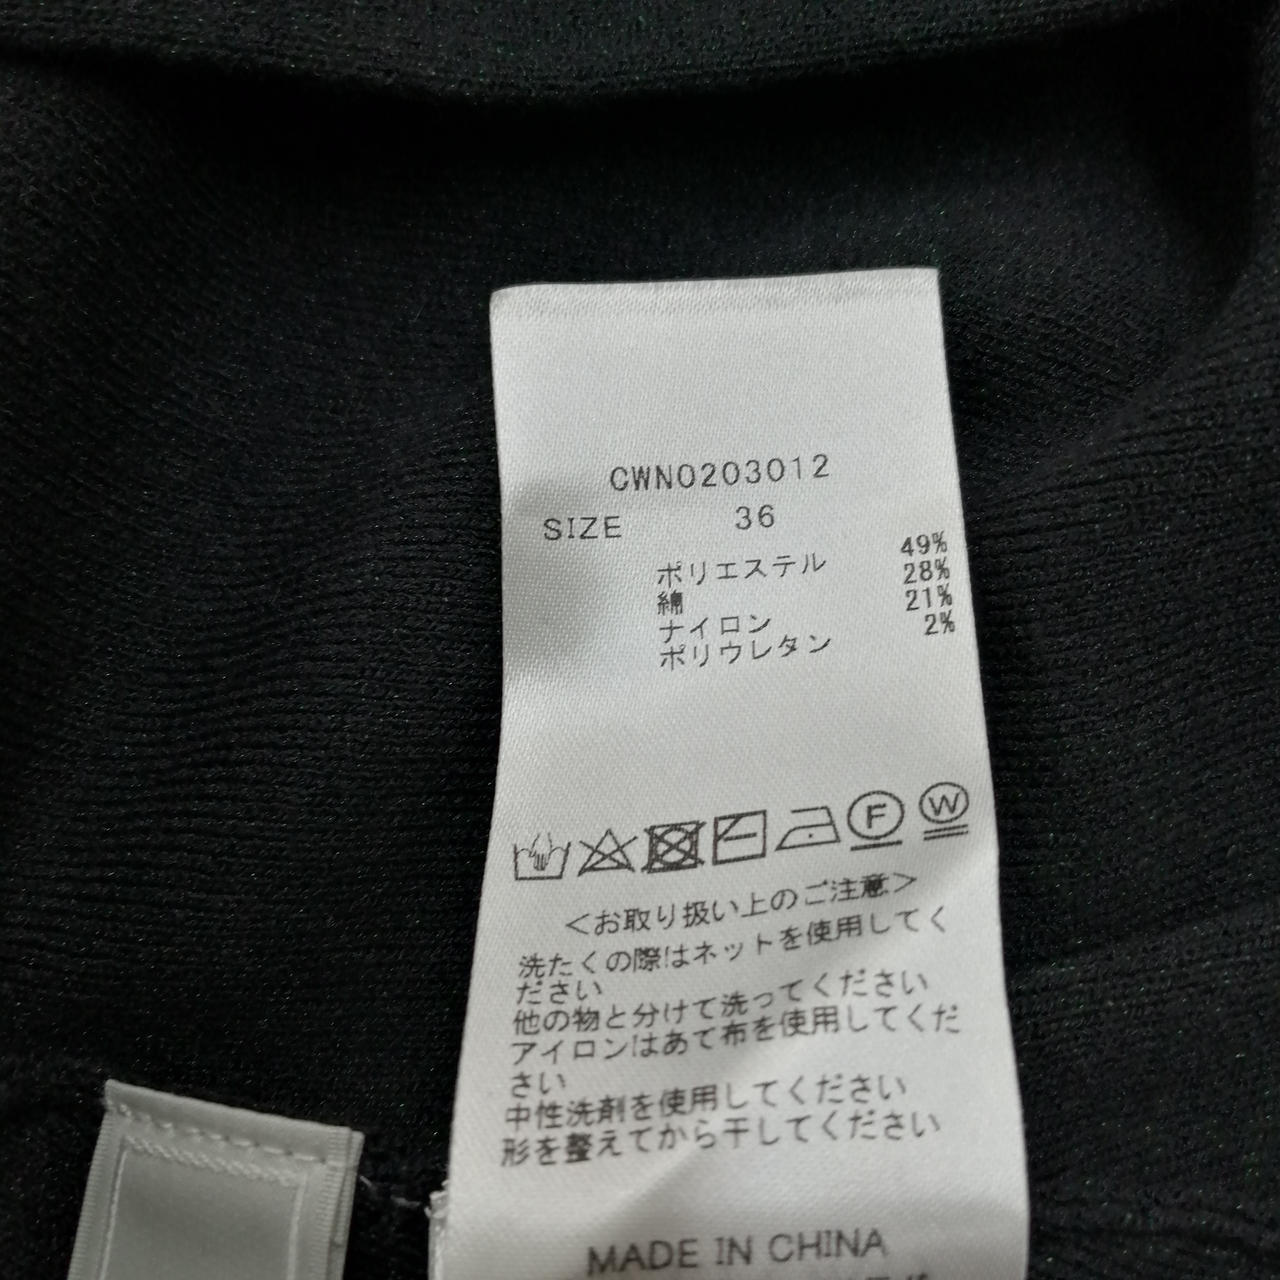 CWN0203012
SIZE 36
ポリエステル 49%
綿 28%
ナイロン 21%
ポリウレタン 2%
F W
<お取り扱い上のご注意>
洗たくの際はネットを使用してく
ださい
他の物と分けて洗ってください
アイロンはあて布を使用してくだ
さい
中性洗剤を使用してください
形を整えてから干してください
MADE IN CHINA